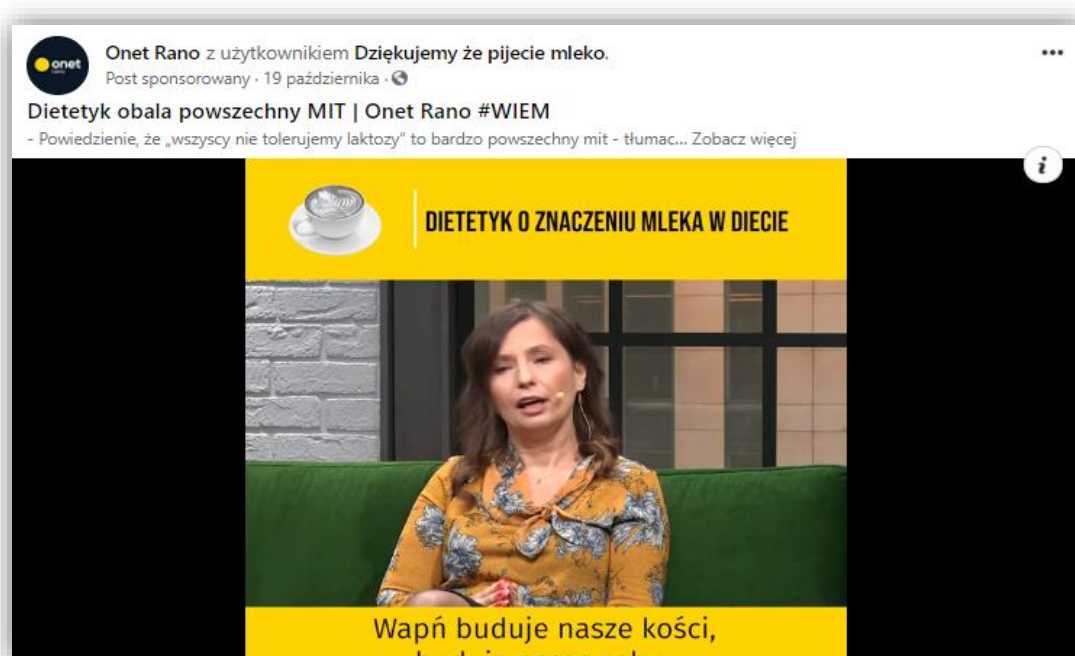 onet
Onet Rano z użytkownikiem Dziękujemy że pijecie mleko.
Post sponsorowany · 19 października ·
Dietetyk obala powszechny MIT | Onet Rano #WIEM
- Powiedzenie, że „wszyscy nie tolerujemy laktozy” to bardzo powszechny mit - tłumac... Zobacz więcej
i
DIETETYK O ZNACZENIU MLEKA W DIECIE
Wapń buduje nasze kości,